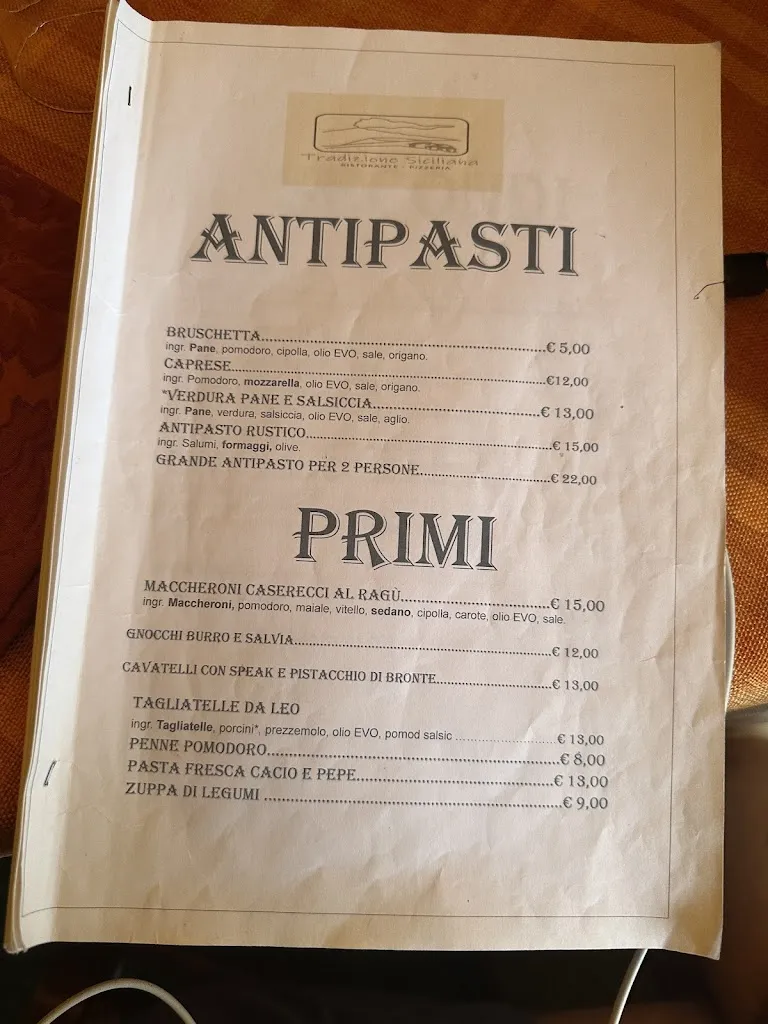 Tradizione Siciliana
RISTORANTE - PIZZERIA
ANTIPASTI
BRUSCHETTA...........€ 5,00
ingr. Pane, pomodoro, cipolla, olio EVO, sale, origano.
CAPRESE...........€12,00
ingr. Pomodoro, mozzarella, olio EVO, sale, origano.
*VERDURA PANE E SALSICCIA...........€ 13,00
ingr. Pane, verdura, salsiccia, olio EVO, sale, aglio.
ANTIPASTO RUSTICO...........€ 15,00
ingr. Salumi, formaggi, olive.
GRANDE ANTIPASTO PER 2 PERSONE...........€ 22,00
PRIMI
MACCHERONI CASERECCI AL RAGÙ...........€ 15,00
ingr. Maccheroni, pomodoro, maiale, vitello, sedano, cipolla, carote, olio EVO, sale.
GNOCCHI BURRO E SALVIA...........€ 12,00
CAVATELLI CON SPEAK E PISTACCHIO DI BRONTE...........€ 13,00
TAGLIATELLE DA LEO
ingr. Tagliatelle, porcini*, prezzemolo, olio EVO, pomod salsic ...........€ 13,00
PENNE POMODORO...........€ 8,00
PASTA FRESCA CACIO E PEPE...........€ 13,00
ZUPPA DI LEGUMI ...........€ 9,00